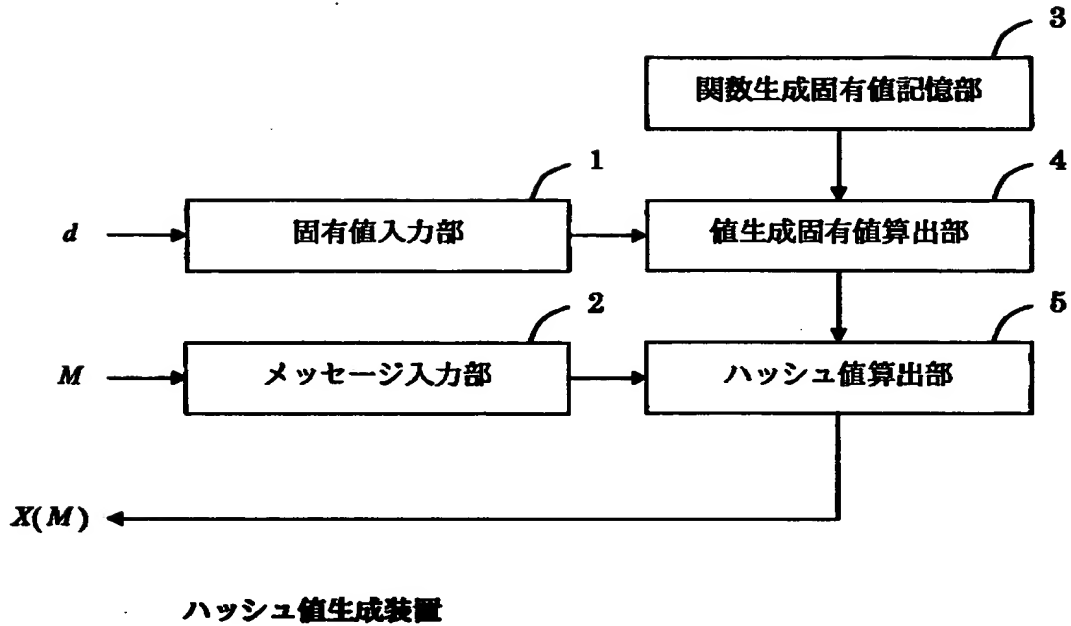 3
関数生成固有値記憶部
1
4
d
固有値入力部
値生成固有値算出部
2
5
M
メッセージ入力部
ハッシュ値算出部
X(M)
ハッシュ値生成装置